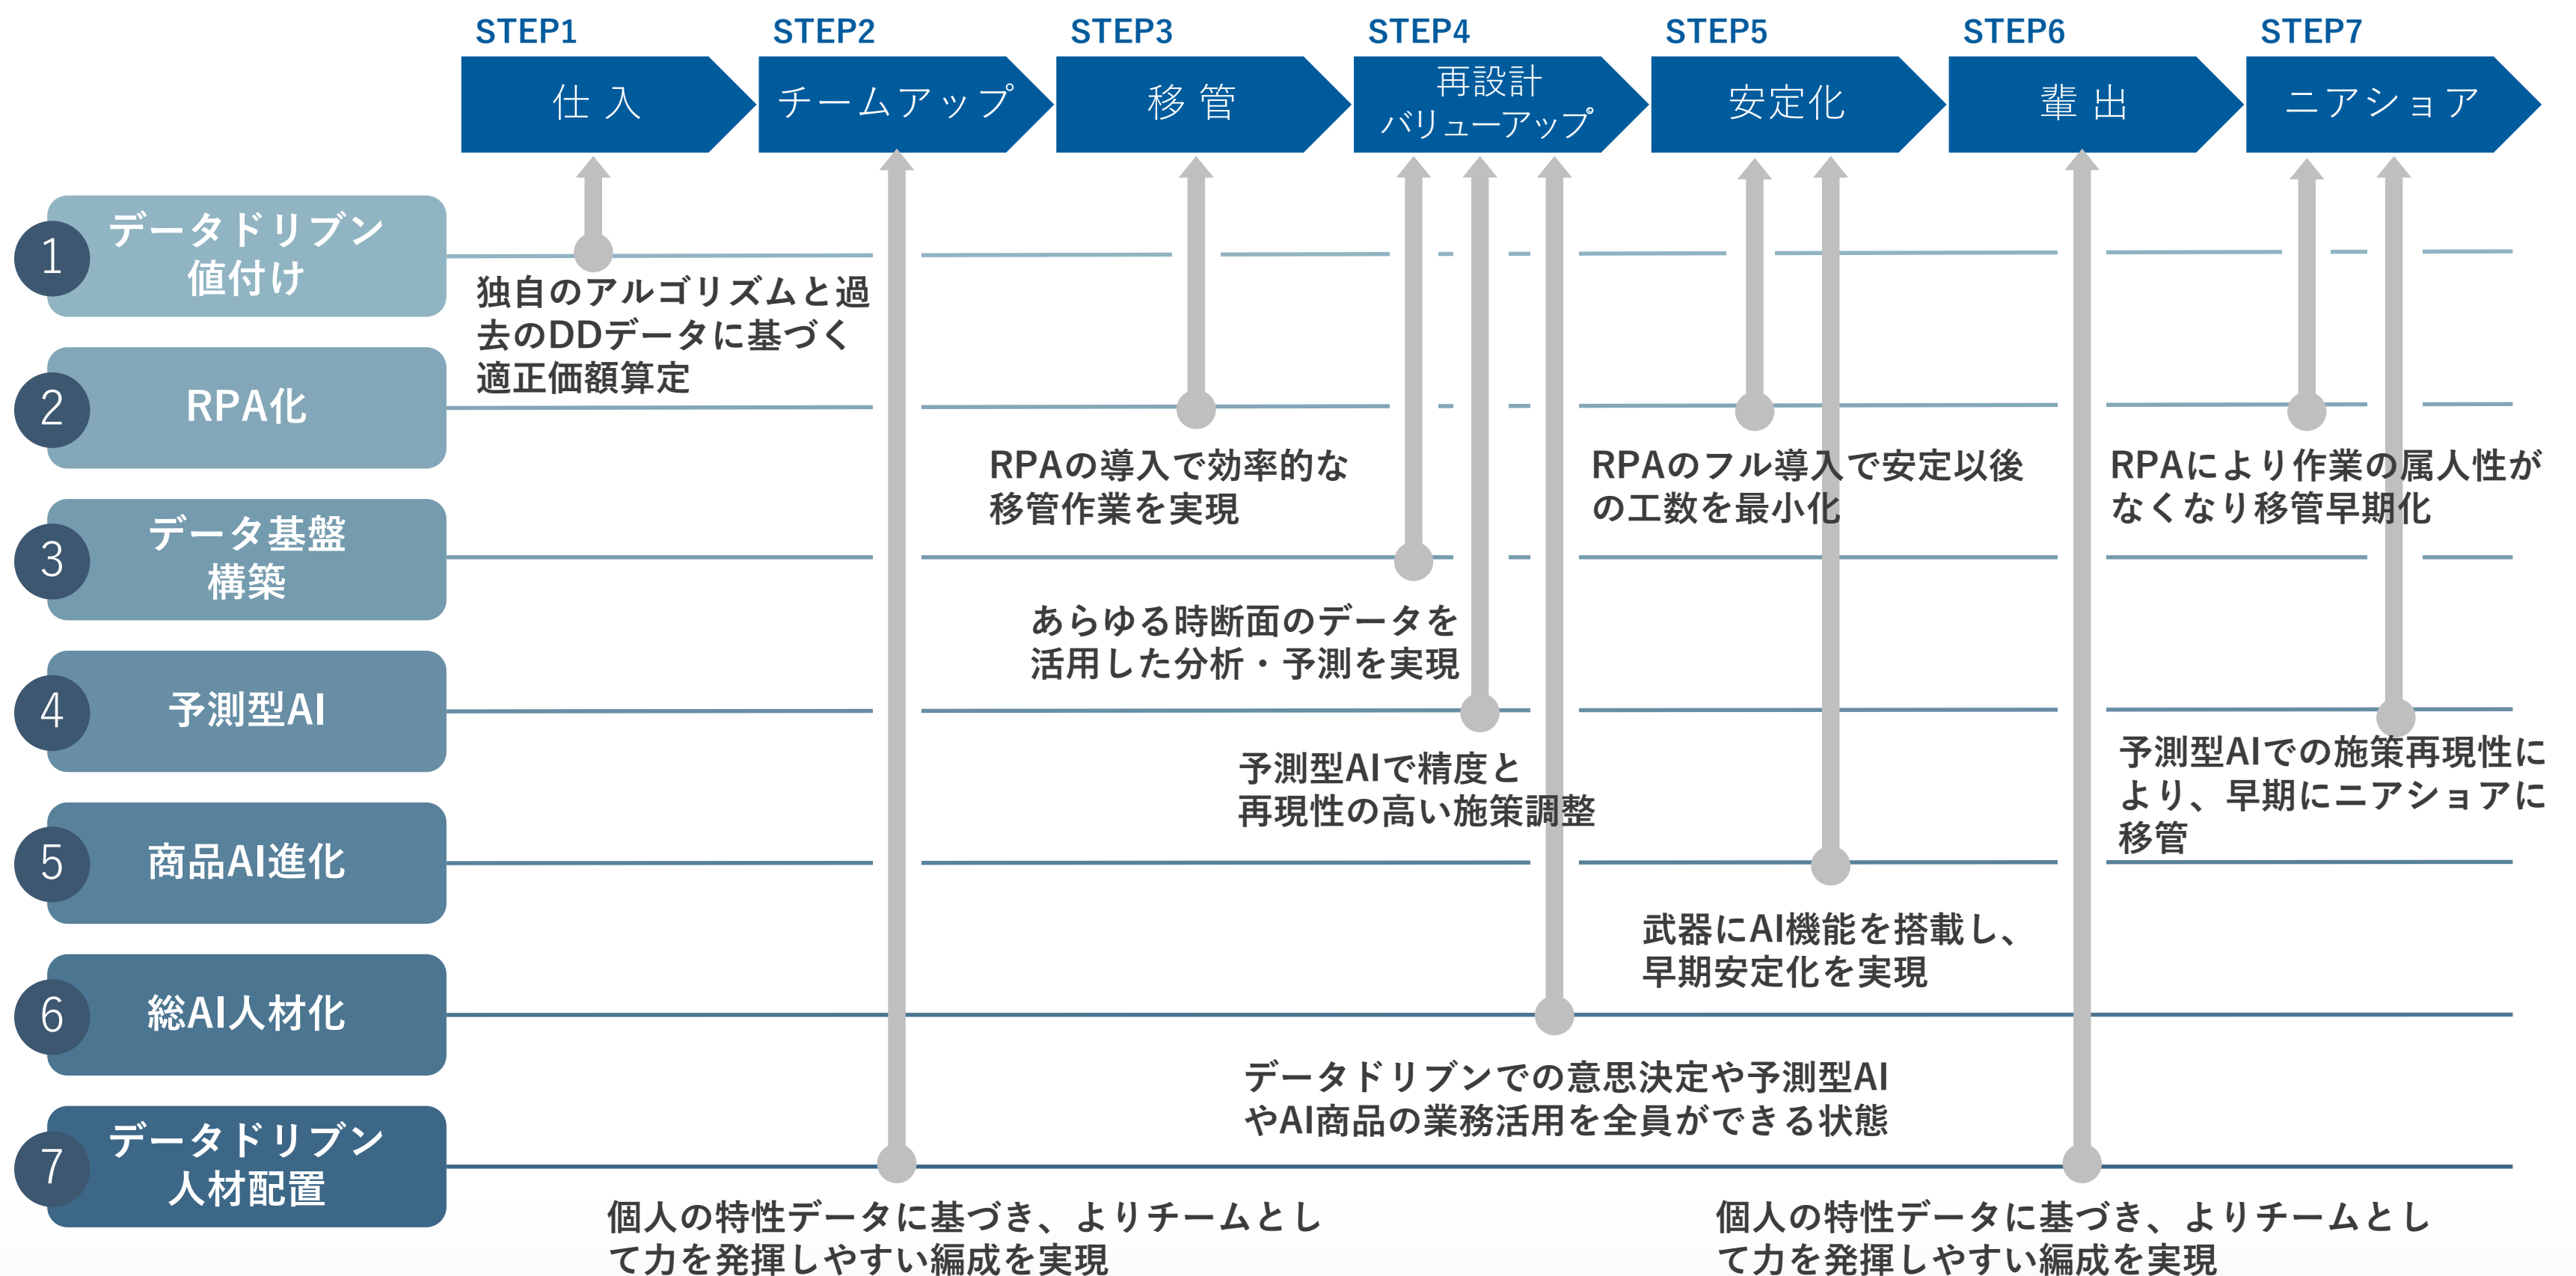 STEP1
STEP2
STEP3
STEP4
STEP5
STEP6
STEP7
仕 入
チームアップ
移 管
再設計
バリューアップ
安定化
輩 出
ニアショア
1
データドリブン
値付け
独自のアルゴリズムと過
去のDDデータに基づく
適正価額算定
2
RPA化
RPAの導入で効率的な
移管作業を実現
RPAのフル導入で安定以後
の工数を最小化
RPAにより作業の属人性が
なくなり移管早期化
3
データ基盤
構築
あらゆる時断面のデータを
活用した分析・予測を実現
4
予測型AI
予測型AIで精度と
再現性の高い施策調整
予測型AIでの施策再現性に
より、早期にニアショアに
移管
5
商品AI進化
武器にAI機能を搭載し、
早期安定化を実現
6
総AI人材化
データドリブンでの意思決定や予測型AI
やAI商品の業務活用を全員ができる状態
7
データドリブン
人材配置
個人の特性データに基づき、よりチームとし
て力を発揮しやすい編成を実現
個人の特性データに基づき、よりチームとし
て力を発揮しやすい編成を実現